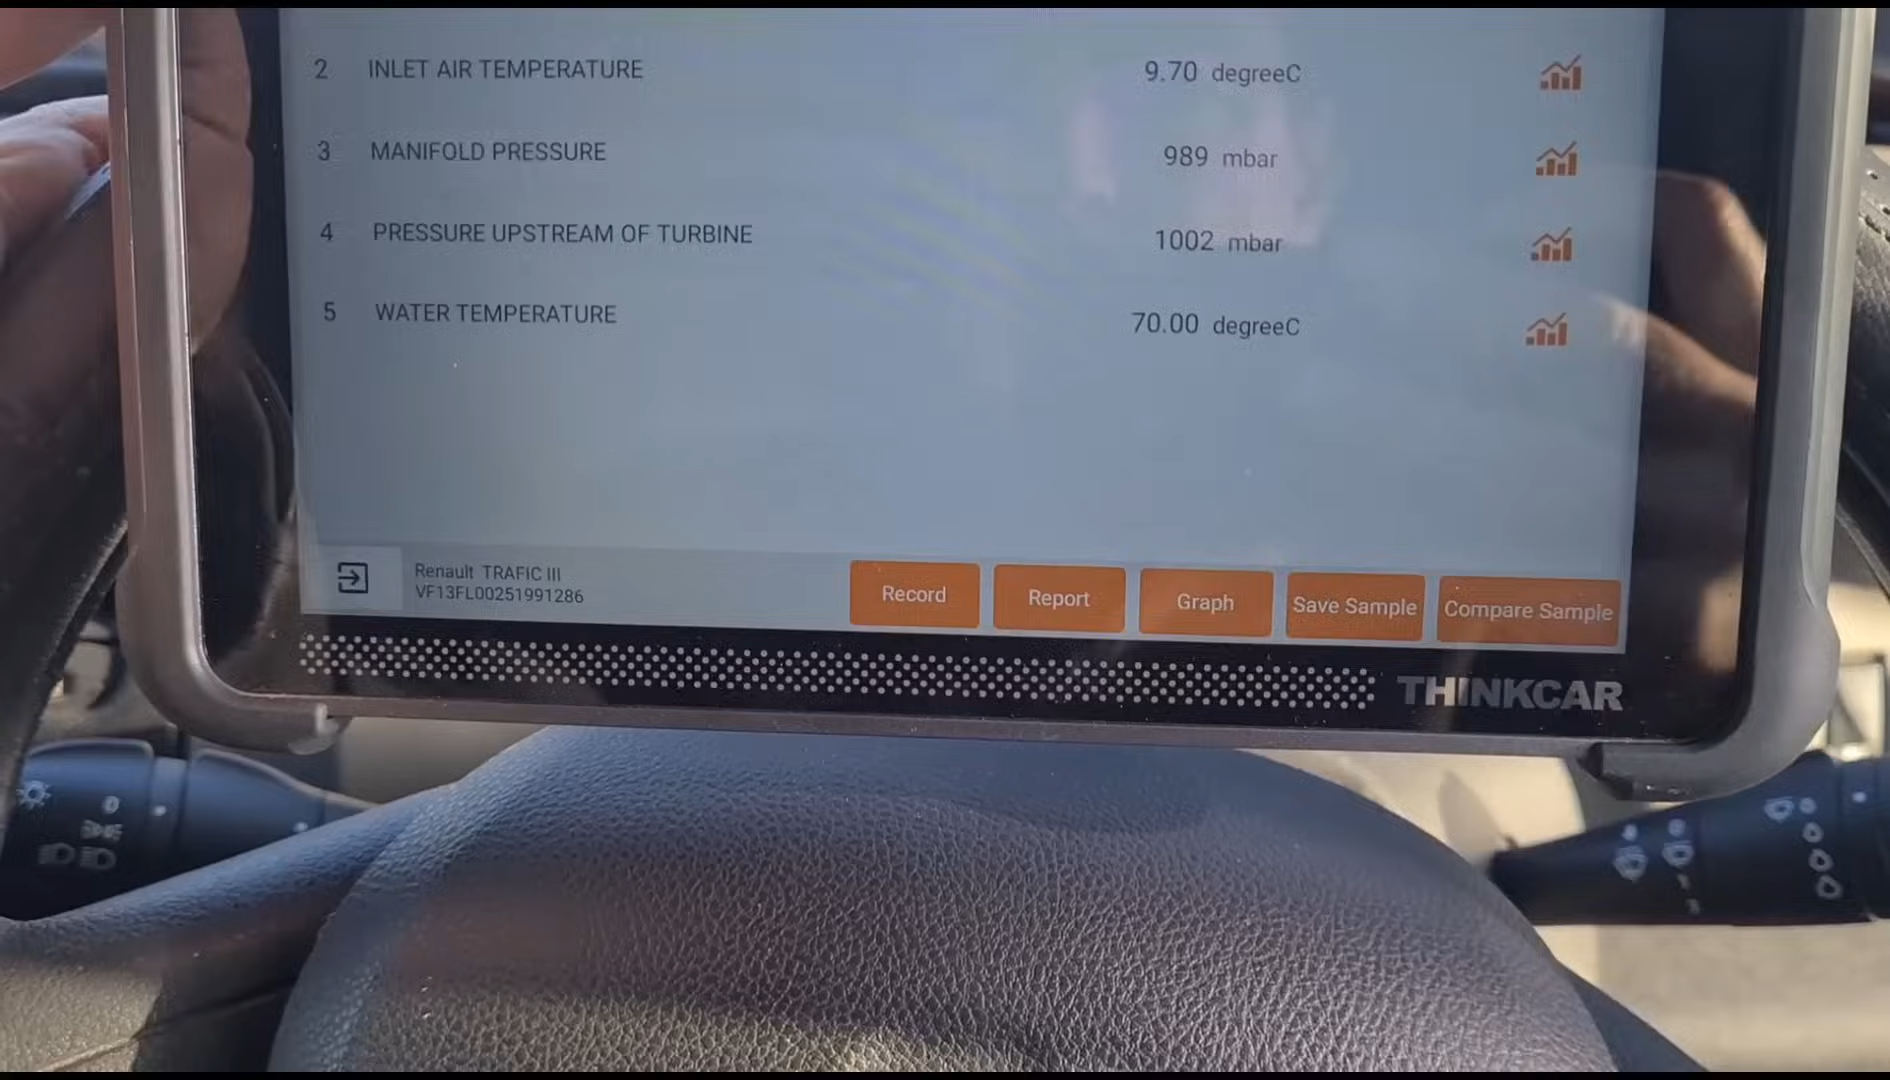 2 INLET AIR TEMPERATURE 9.70 degreeC
3 MANIFOLD PRESSURE 989 mbar
4 PRESSURE UPSTREAM OF TURBINE 1002 mbar
5 WATER TEMPERATURE 70.00 degreeC
Renault TRAFIC III
VF13FL00251991286
Record Report Graph Save Sample Compare Sample
THINKCAR
0